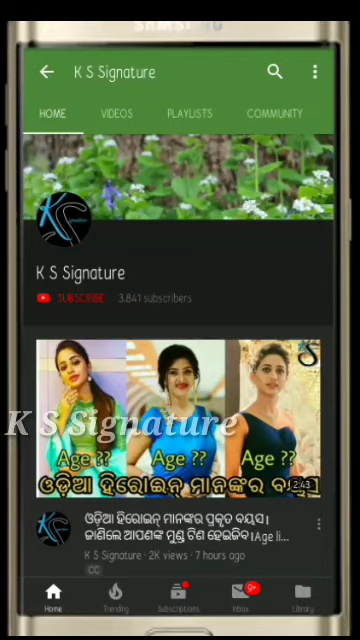 SAMSUNG
K S Signature
HOME VIDEOS PLAYLISTS COMMUNITY
K S Signature
SUBSCRIBE 3,841 subscribers
K S Signature
Age ?? Age ?? Age ??
ଓଡ଼ିଆ ହିରୋଇନ୍ ମାନଙ୍କର ବୟସ
2:43
ଓଡ଼ିଆ ହିରୋଇନ୍ ମାନଙ୍କର ପ୍ରକୃତ ବୟସ।
ଜାଣିଲେ ଆପଣଙ୍କ ମୁଣ୍ଡ ଟିଣ ହେଇଜିବ।Age li...
K S Signature · 2K views · 7 hours ago
CC
9+
Home Trending Subscriptions Inbox Library